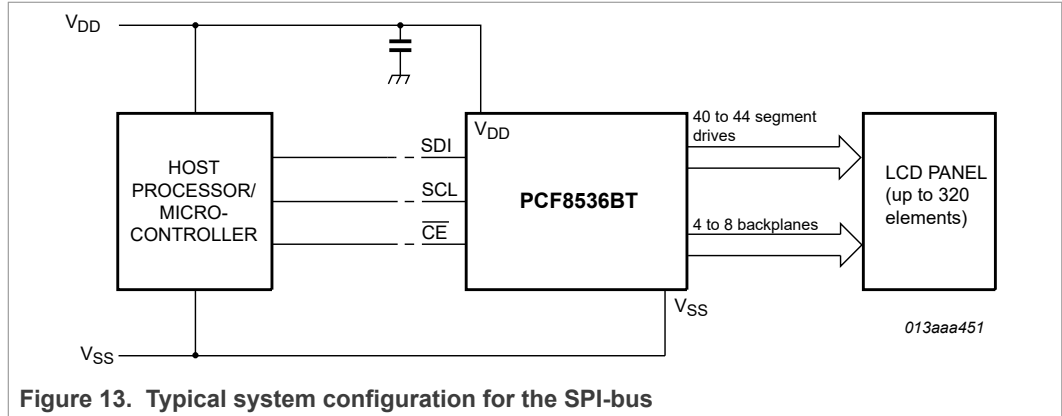 VDD
HOST
PROCESSOR/
MICRO-
CONTROLLER
SDI
SCL
CE
VDD
PCF8536BT
VSS
40 to 44 segment
drives
4 to 8 backplanes
LCD PANEL
(up to 320
elements)
VSS
013aaa451
Figure 13. Typical system configuration for the SPI-bus